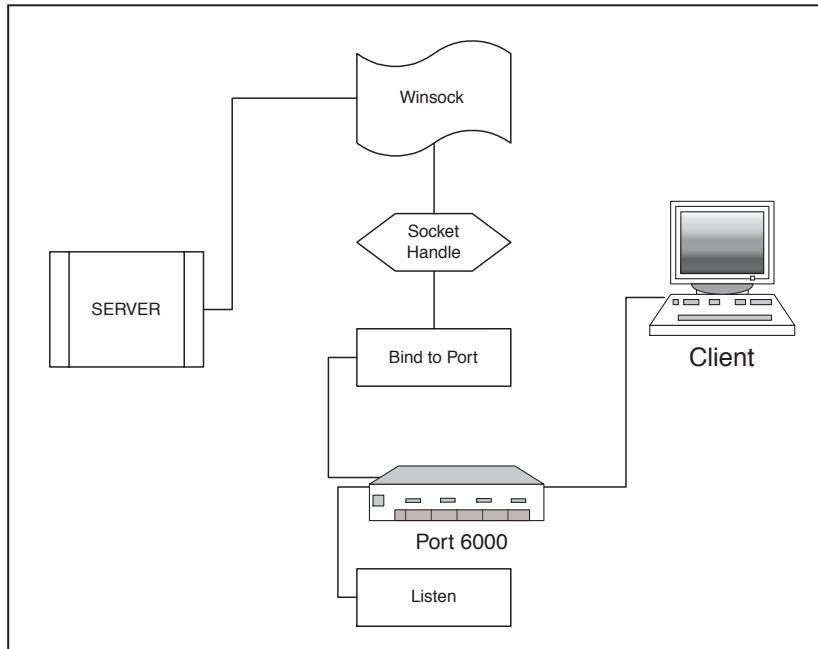 Winsock
Socket
Handle
SERVER
Bind to Port
Client
Port 6000
Listen